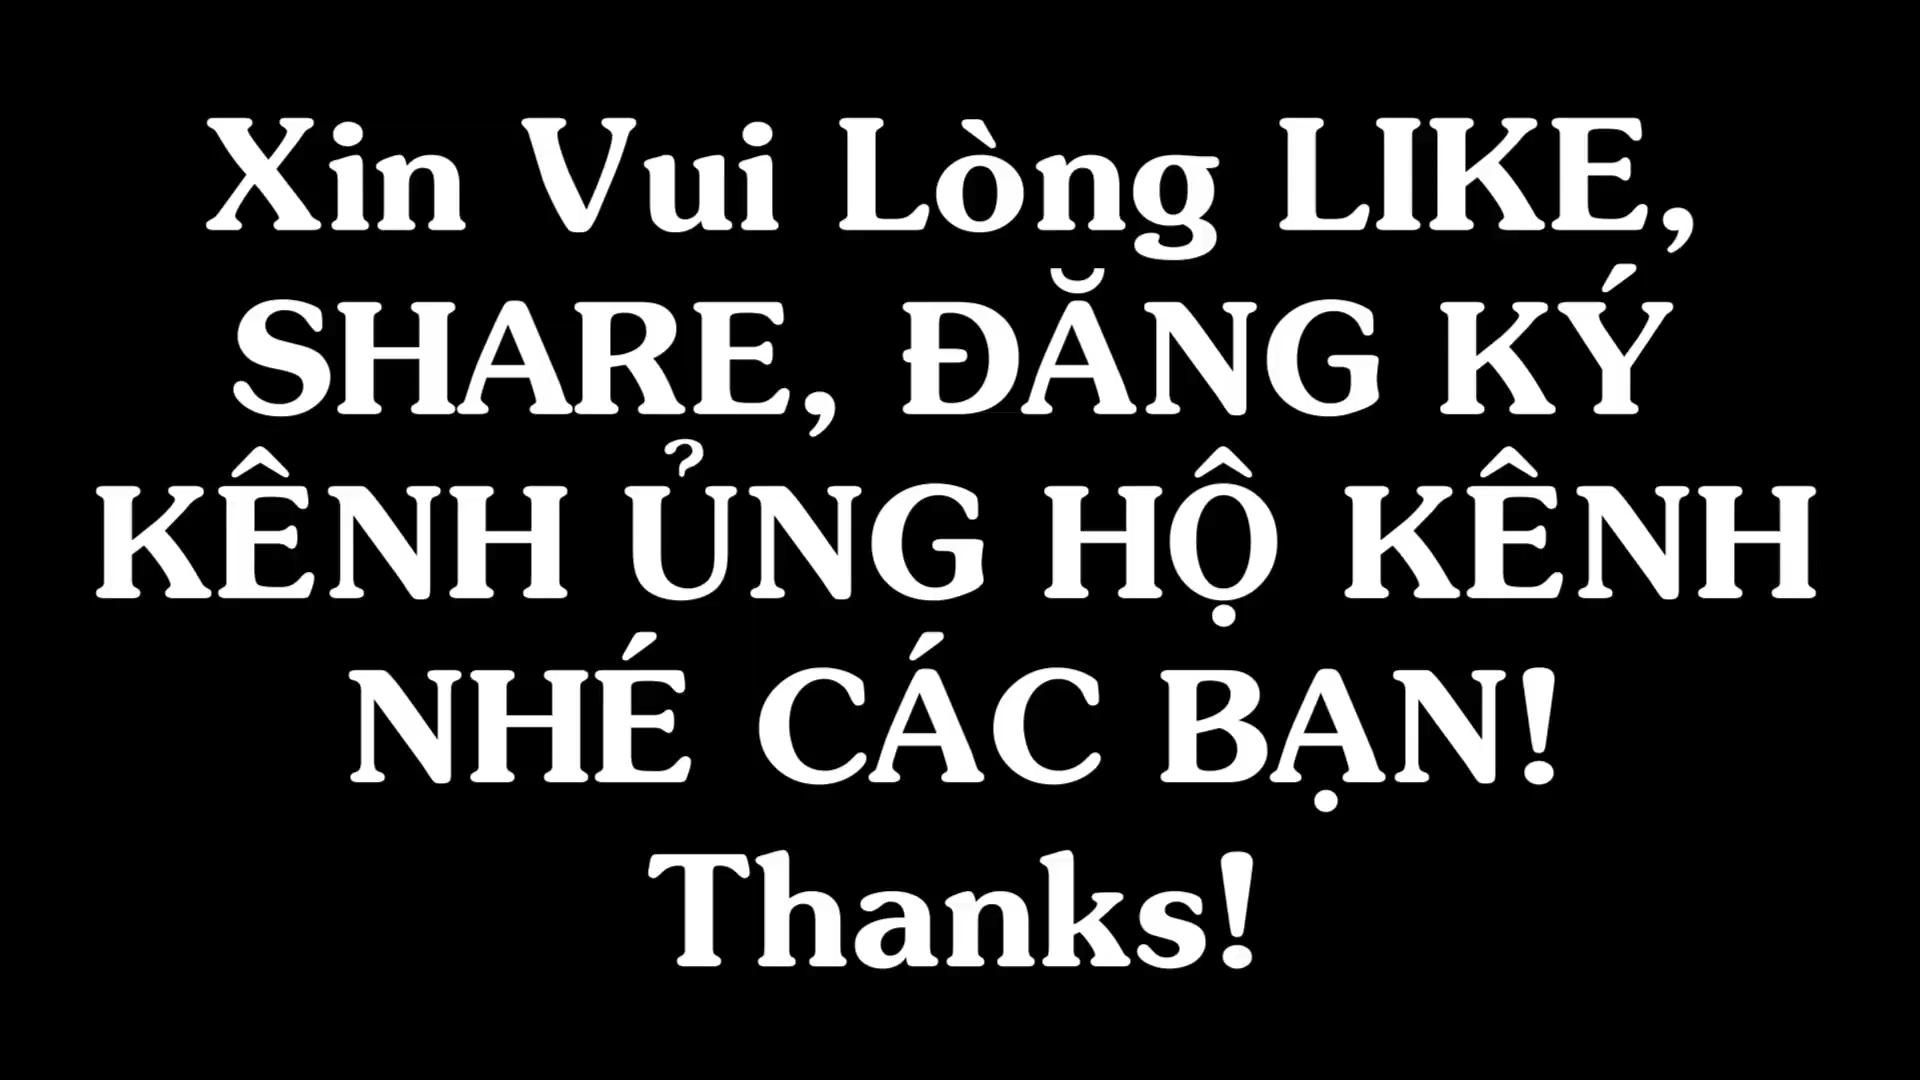 Xin Vui Lòng LIKE,
SHARE, ĐĂNG KÝ
KÊNH ỦNG HỘ KÊNH
NHÉ CÁC BẠN!
Thanks!